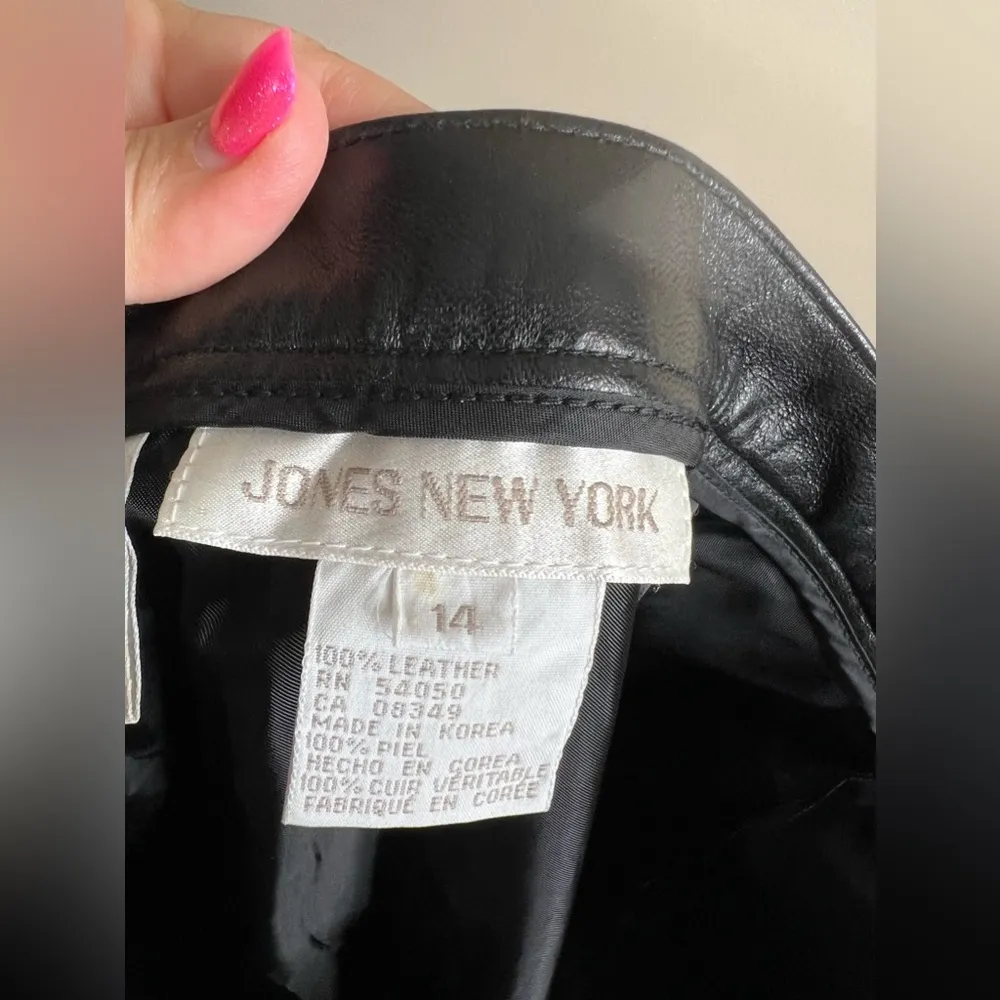 JONES NEW YORK
14
100% LEATHER
RN 54050
CA 08349
MADE IN KOREA
100% PIEL
HECHO EN COREA
100% CUIR VÉRITABLE
FABRIQUÉ EN CORÉE